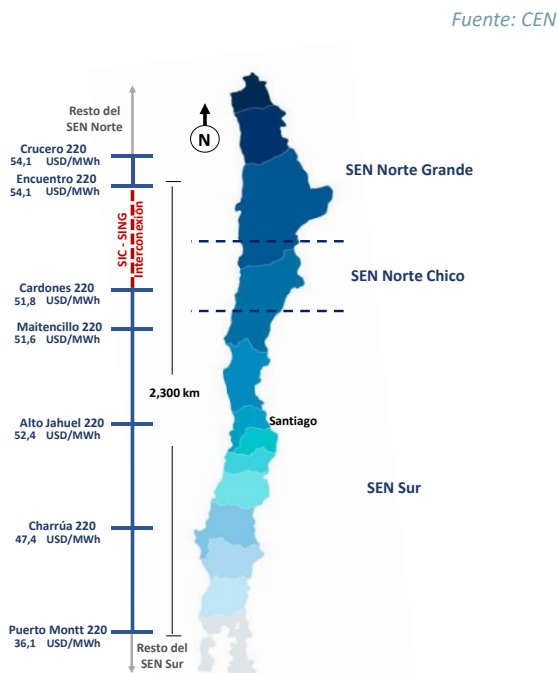 Fuente: CEN
Resto del
SEN Norte
N
Crucero 220
54,1 USD/MWh
Encuentro 220
54,1 USD/MWh
SIC - SING
Interconexión
Cardones 220
51,8 USD/MWh
Maitencillo 220
51,6 USD/MWh
2,300 km
Alto Jahuel 220
52,4 USD/MWh
Charrúa 220
47,4 USD/MWh
Puerto Montt 220
36,1 USD/MWh
Resto del
SEN Sur
SEN Norte Grande
SEN Norte Chico
Santiago
SEN Sur